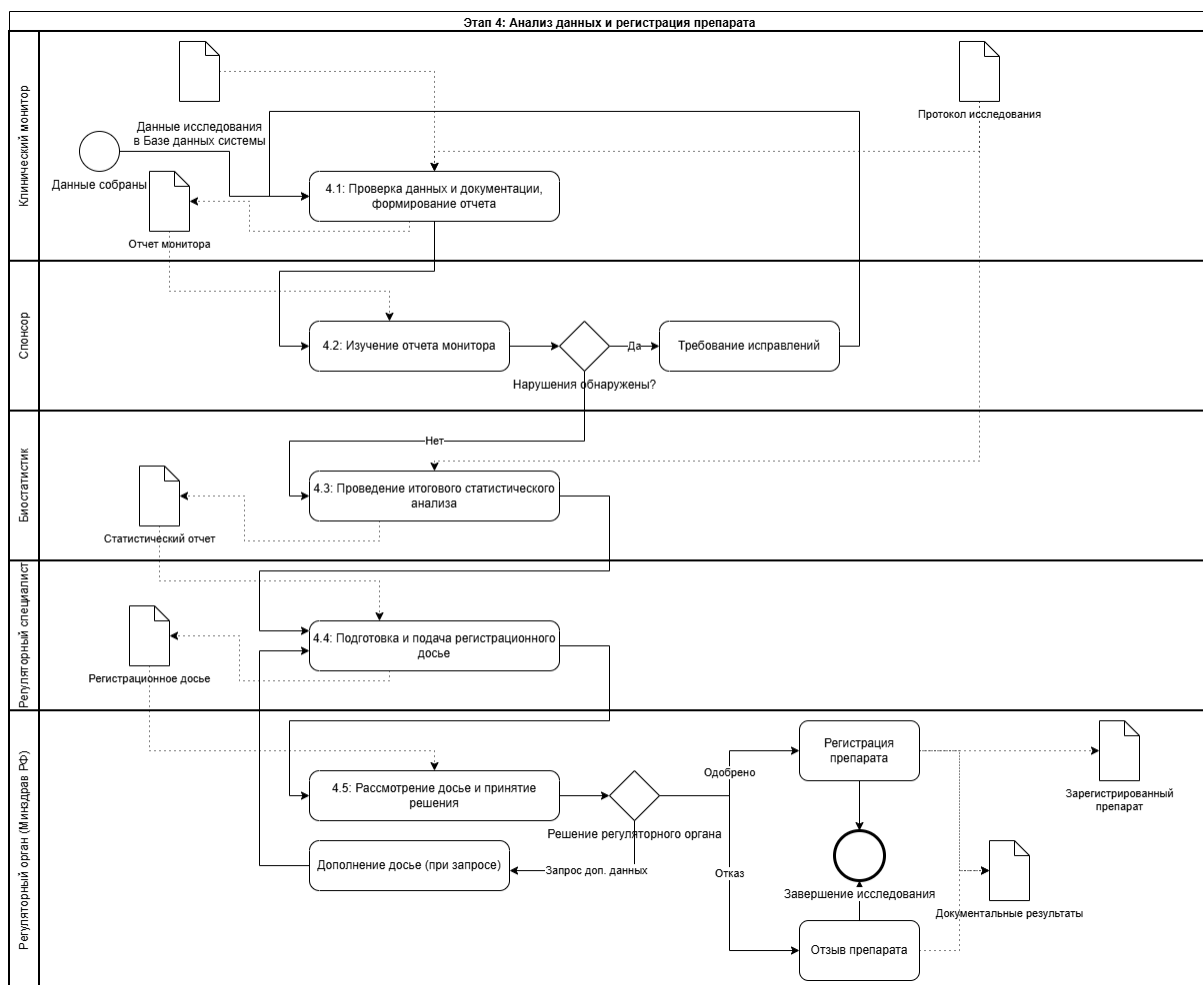 Этап 4: Анализ данных и регистрация препарата
Клинический монитор
Данные исследования
в Базе данных системы
Протокол исследования
Данные собраны
4.1: Проверка данных и документации,
формирование отчета
Отчет монитора
Спонсор
4.2: Изучение отчета монитора
Да
Требование исправлений
Нарушения обнаружены?
Биостатистик
Нет
4.3: Проведение итогового статистического
анализа
Статистический отчет
Регуляторный специалист
4.4: Подготовка и подача регистрационного
досье
Регистрационное досье
Регуляторный орган (Минздрав РФ)
4.5: Рассмотрение досье и принятие
решения
Решение регуляторного органа
Одобрено
Регистрация
препарата
Зарегистрированный
препарат
Дополнение досье (при запросе)
Запрос доп. данных
Отказ
Завершение исследования
Документальные результаты
Отзыв препарата